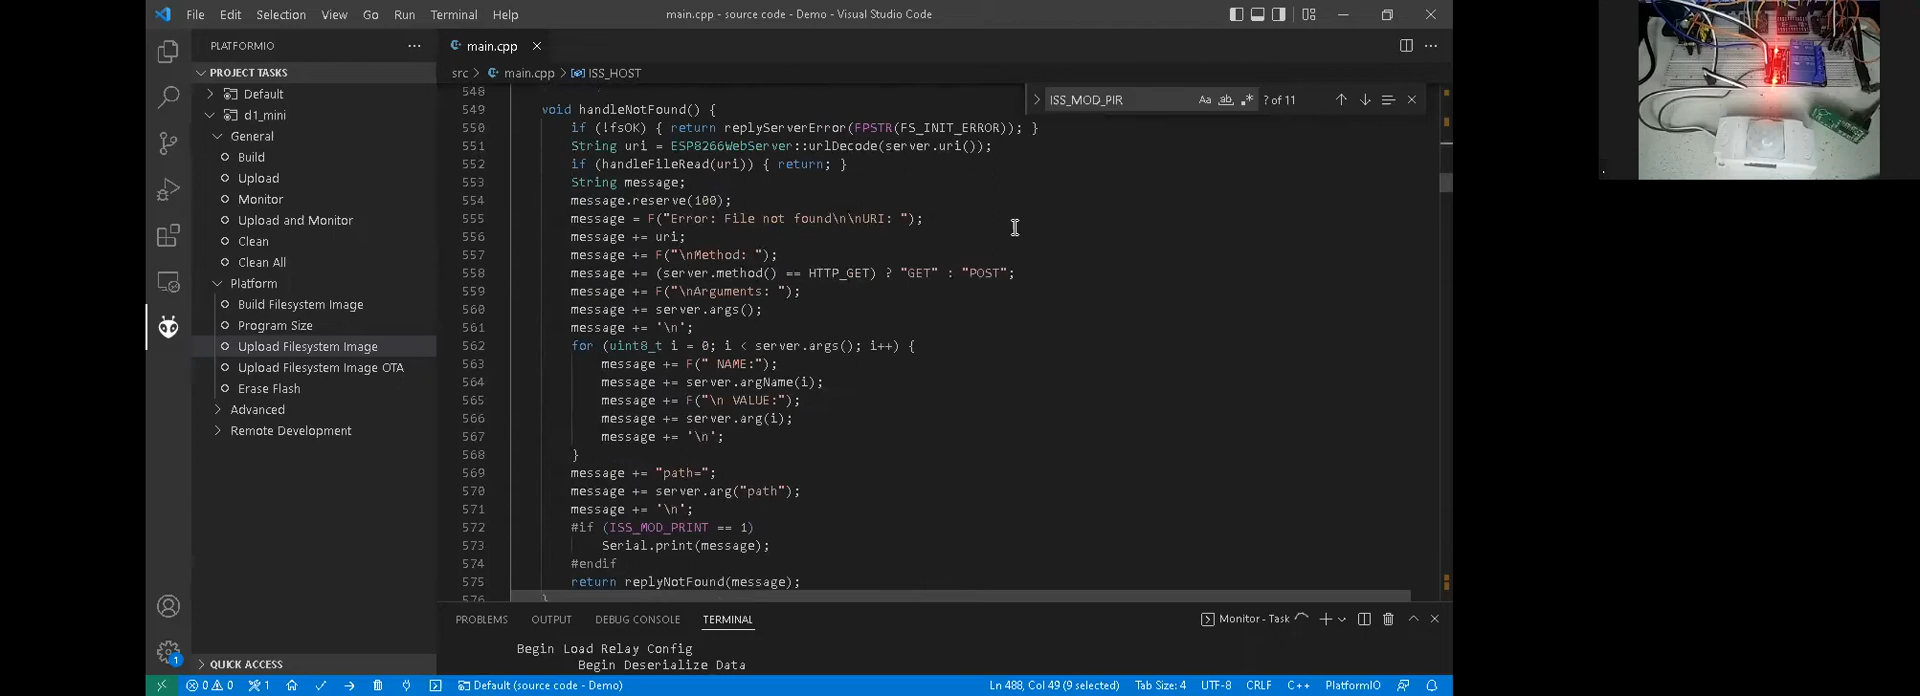 File Edit Selection View Go Run Terminal Help
main.cpp - source code - Demo - Visual Studio Code
PLATFORMIO
PROJECT TASKS
Default
d1_mini
General
Build
Upload
Monitor
Upload and Monitor
Clean
Clean All
Platform
Build Filesystem Image
Program Size
Upload Filesystem Image
Upload Filesystem Image OTA
Erase Flash
Advanced
Remote Development
QUICK ACCESS
main.cpp
src > main.cpp > ISS_HOST
ISS_MOD_PIR Aa ab .* ? of 11
548
549 void handleNotFound() {
550 if (!fsOK) { return replyServerError(FPSTR(FS_INIT_ERROR)); }
551 String uri = ESP8266WebServer::urlDecode(server.uri());
552 if (handleFileRead(uri)) { return; }
553 String message;
554 message.reserve(100);
555 message = F("Error: File not found\n\nURI: ");
556 message += uri;
557 message += F("\nMethod: ");
558 message += (server.method() == HTTP_GET) ? "GET" : "POST";
559 message += F("\nArguments: ");
560 message += server.args();
561 message += '\n';
562 for (uint8_t i = 0; i < server.args(); i++) {
563 message += F(" NAME:");
564 message += server.argName(i);
565 message += F("\n VALUE:");
566 message += server.arg(i);
567 message += '\n';
568 }
569 message += "path=";
570 message += server.arg("path");
571 message += '\n';
572 #if (ISS_MOD_PRINT == 1)
573 Serial.print(message);
574 #endif
575 return replyNotFound(message);
576 }
PROBLEMS OUTPUT DEBUG CONSOLE TERMINAL Monitor - Task
Begin Load Relay Config
Begin Deserialize Data
1
0 0 1 Default (source code - Demo) Ln 488, Col 49 (9 selected) Tab Size: 4 UTF-8 CRLF C++ PlatformIO